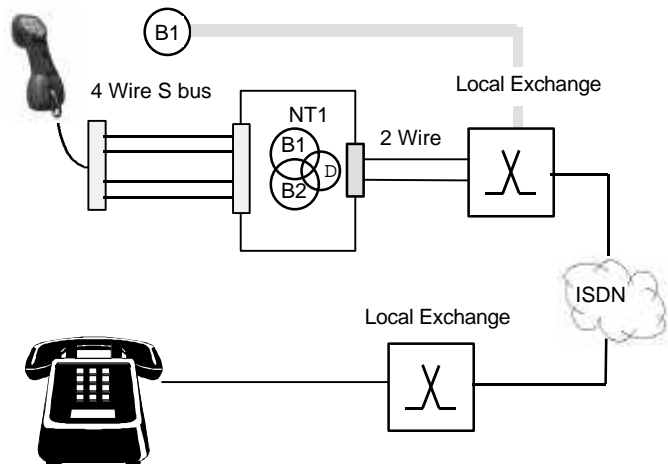 B1
Local Exchange
4 Wire S bus
NT1
2 Wire
B1
D
B2
ISDN
Local Exchange